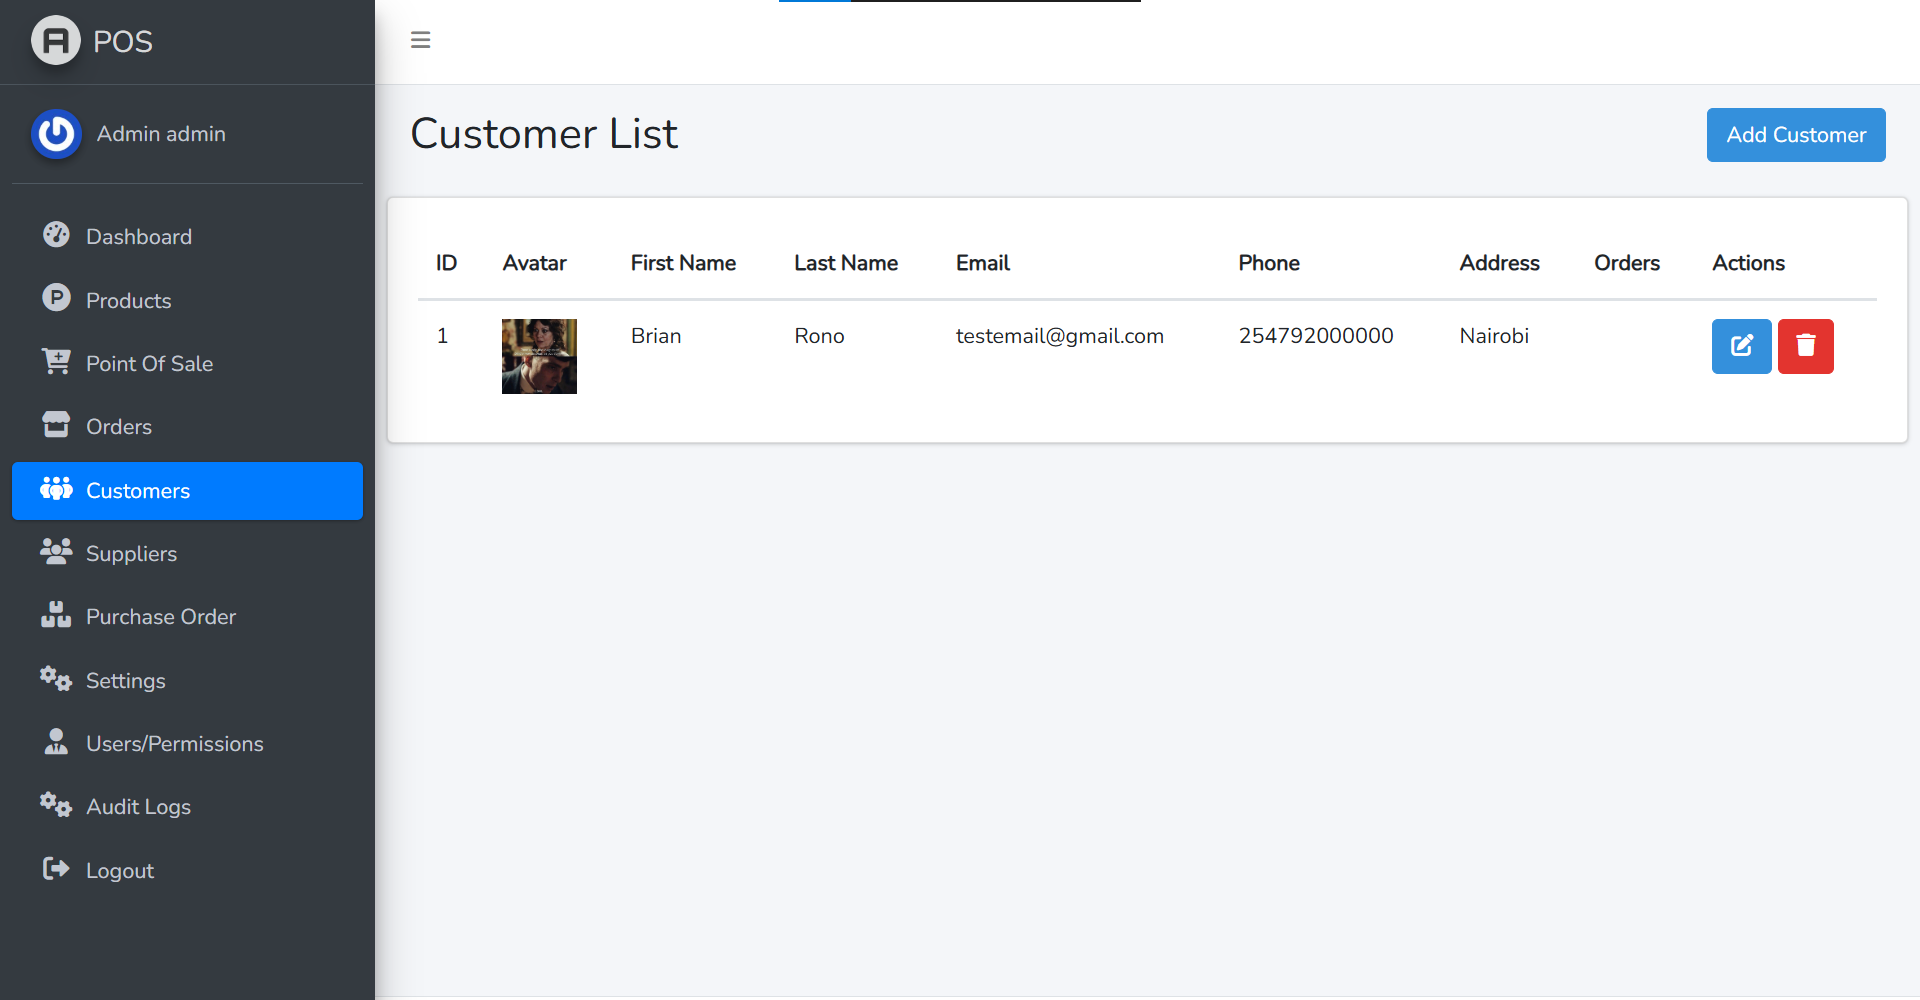 POS
Admin admin
Dashboard
Products
Point Of Sale
Orders
Customers
Suppliers
Purchase Order
Settings
Users/Permissions
Audit Logs
Logout
Customer List
Add Customer
ID Avatar First Name Last Name Email Phone Address Orders Actions
1 Brian Rono testemail@gmail.com 254792000000 Nairobi